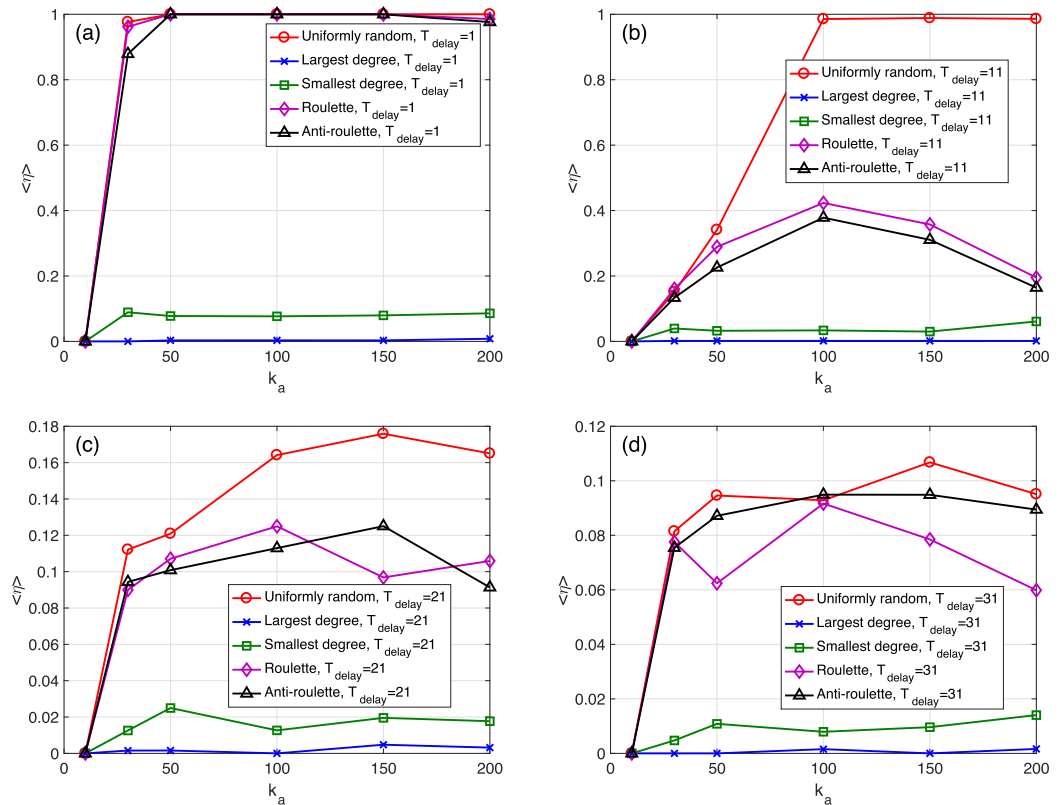 (a)
1
0.8
0.6
0.4
0.2
0
<η>
0 50 100 150 200
k_a
Uniformly random, T_delay=1
Largest degree, T_delay=1
Smallest degree, T_delay=1
Roulette, T_delay=1
Anti-roulette, T_delay=1
(b)
1
0.8
0.6
0.4
0.2
0
<η>
0 50 100 150 200
k_a
Uniformly random, T_delay=11
Largest degree, T_delay=11
Smallest degree, T_delay=11
Roulette, T_delay=11
Anti-roulette, T_delay=11
(c)
0.18
0.16
0.14
0.12
0.1
0.08
0.06
0.04
0.02
0
<η>
0 50 100 150 200
k_a
Uniformly random, T_delay=21
Largest degree, T_delay=21
Smallest degree, T_delay=21
Roulette, T_delay=21
Anti-roulette, T_delay=21
(d)
0.12
0.1
0.08
0.06
0.04
0.02
0
<η>
0 50 100 150 200
k_a
Uniformly random, T_delay=31
Largest degree, T_delay=31
Smallest degree, T_delay=31
Roulette, T_delay=31
Anti-roulette, T_delay=31